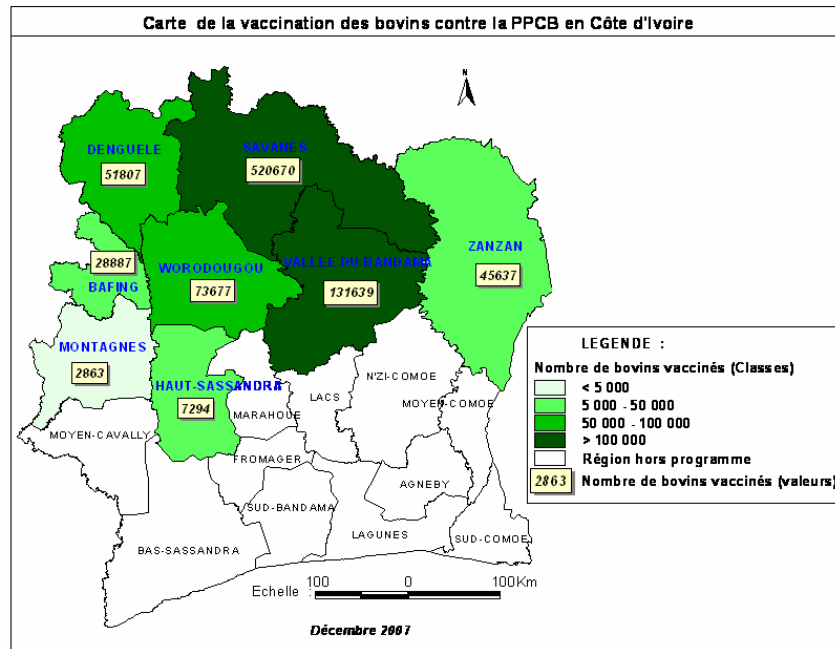 Carte de la vaccination des bovins contre la PPCB en Côte d'Ivoire
N
DENGUELE
51807
SAVANES
520670
ZANZAN
45637
28887
BAFING
WORODOUGOU
73677
VALLEE DU BANDAMA
131639
MONTAGNES
2863
HAUT-SASSANDRA
7294
MARAHOUE
LACS
N'ZI-COMOE
MOYEN-COMOE
MOYEN-CAVALLY
FROMAGER
AGNEBY
SUD-BANDAMA
LAGUNES
SUD-COMOE
BAS-SASSANDRA
LEGENDE :
Nombre de bovins vaccinés (Classes)
< 5 000
5 000 - 50 000
50 000 - 100 000
> 100 000
Région hors programme
2863 Nombre de bovins vaccinés (valeurs)
Echelle : 100 0 100Km
Décembre 2007